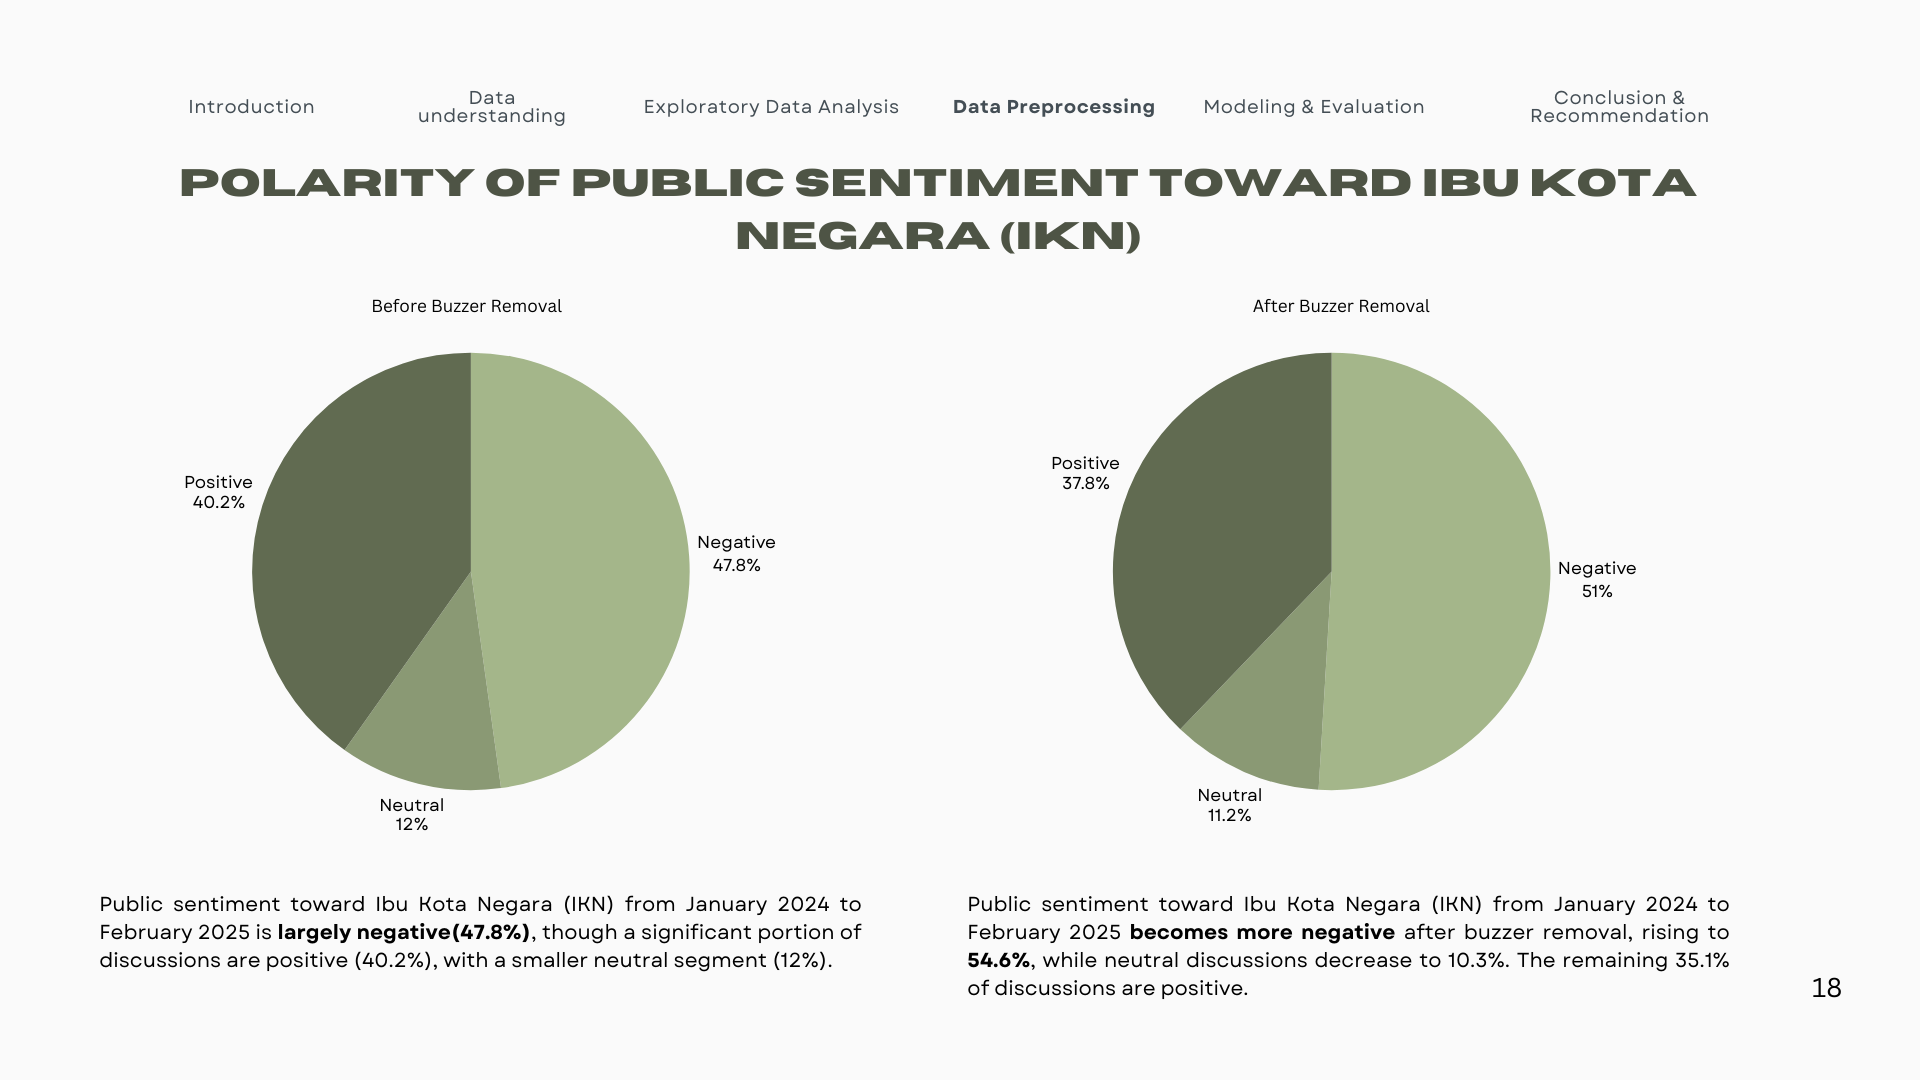 Introduction
Data
understanding
Exploratory Data Analysis
Data Preprocessing
Modeling & Evaluation
Conclusion &
Recommendation
POLARITY OF PUBLIC SENTIMENT TOWARD IBU KOTA
NEGARA (IKN)
Before Buzzer Removal
Positive
40.2%
Negative
47.8%
Neutral
12%
Public sentiment toward Ibu Kota Negara (IKN) from January 2024 to
February 2025 is largely negative(47.8%), though a significant portion of
discussions are positive (40.2%), with a smaller neutral segment (12%).
After Buzzer Removal
Positive
37.8%
Negative
51%
Neutral
11.2%
Public sentiment toward Ibu Kota Negara (IKN) from January 2024 to
February 2025 becomes more negative after buzzer removal, rising to
54.6%, while neutral discussions decrease to 10.3%. The remaining 35.1%
of discussions are positive.
18